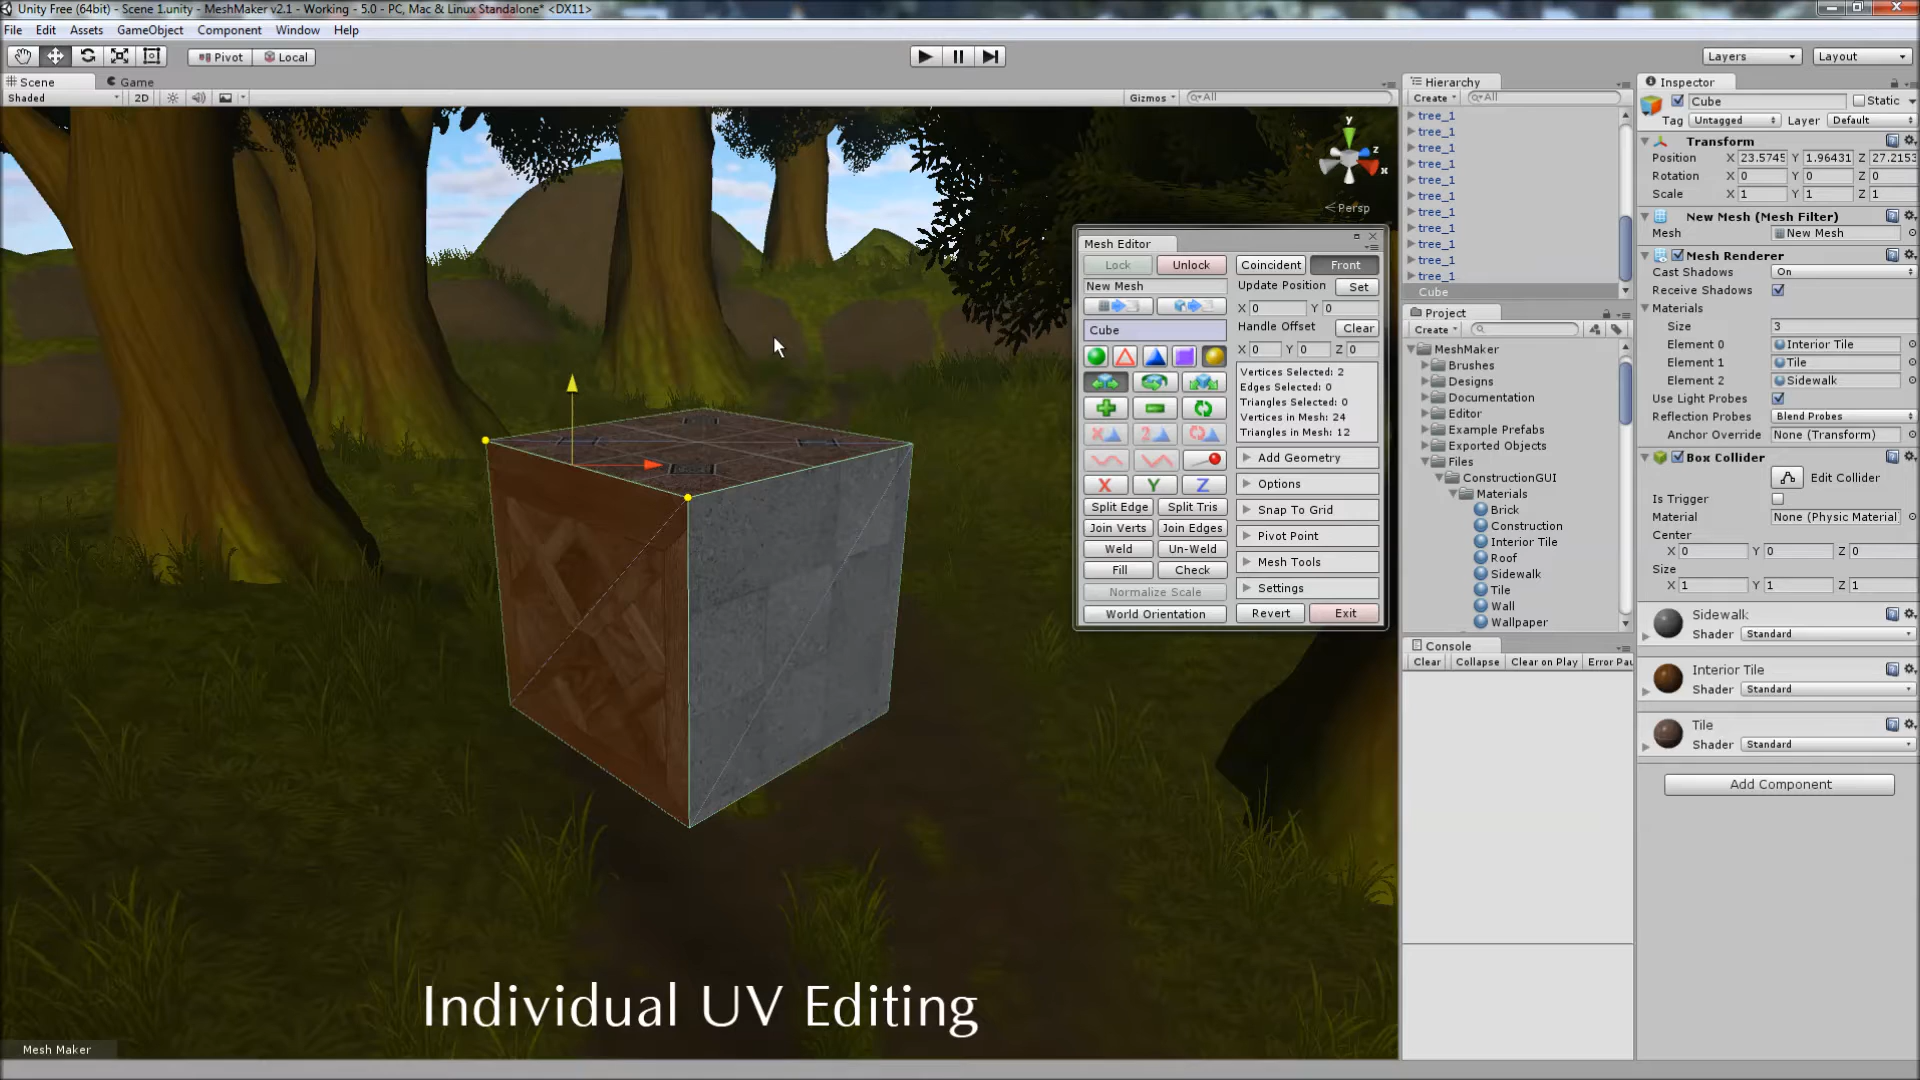 Unity Free (64bit) - Scene 1.unity - MeshMaker v2.1 - Working - 5.0 - PC, Mac & Linux Standalone* <DX11>
File Edit Assets GameObject Component Window Help
Pivot Local
Layers Layout
Scene Game
Shaded 2D Gizmos All
Hierarchy
Create All
tree_1
tree_1
tree_1
tree_1
tree_1
tree_1
tree_1
tree_1
tree_1
tree_1
tree_1
Cube
y z x
Persp
Mesh Editor
Lock Unlock Coincident Front
New Mesh Update Position Set
X 0 Y 0
Cube Handle Offset Clear
X 0 Y 0 Z 0
Vertices Selected: 2
Edges Selected: 0
Triangles Selected: 0
Vertices in Mesh: 24
Triangles in Mesh: 12
Add Geometry
X Y Z Options
Split Edge Split Tris Snap To Grid
Join Verts Join Edges Pivot Point
Weld Un-Weld Mesh Tools
Fill Check
Normalize Scale Settings
World Orientation Revert Exit
Project
Create
MeshMaker
Brushes
Designs
Documentation
Editor
Example Prefabs
Exported Objects
Files
ConstructionGUI
Materials
Brick
Construction
Interior Tile
Roof
Sidewalk
Tile
Wall
Wallpaper
Console
Clear Collapse Clear on Play Error Pau
Inspector
Cube Static
Tag Untagged Layer Default
Transform
Position X 23.5745 Y 1.96431 Z 27.2153
Rotation X 0 Y 0 Z 0
Scale X 1 Y 1 Z 1
New Mesh (Mesh Filter)
Mesh New Mesh
Mesh Renderer
Cast Shadows On
Receive Shadows
Materials
Size 3
Element 0 Interior Tile
Element 1 Tile
Element 2 Sidewalk
Use Light Probes
Reflection Probes Blend Probes
Anchor Override None (Transform)
Box Collider
Edit Collider
Is Trigger
Material None (Physic Material
Center
X 0 Y 0 Z 0
Size
X 1 Y 1 Z 1
Sidewalk
Shader Standard
Interior Tile
Shader Standard
Tile
Shader Standard
Add Component
Individual UV Editing
Mesh Maker